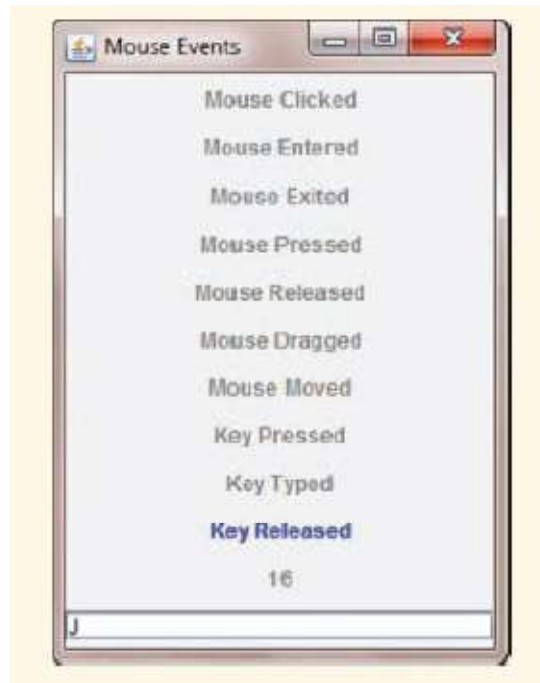 Mouse Events
Mouse Clicked
Mouse Entered
Mouse Exited
Mouse Pressed
Mouse Released
Mouse Dragged
Mouse Moved
Key Pressed
Key Typed
Key Released
16
J